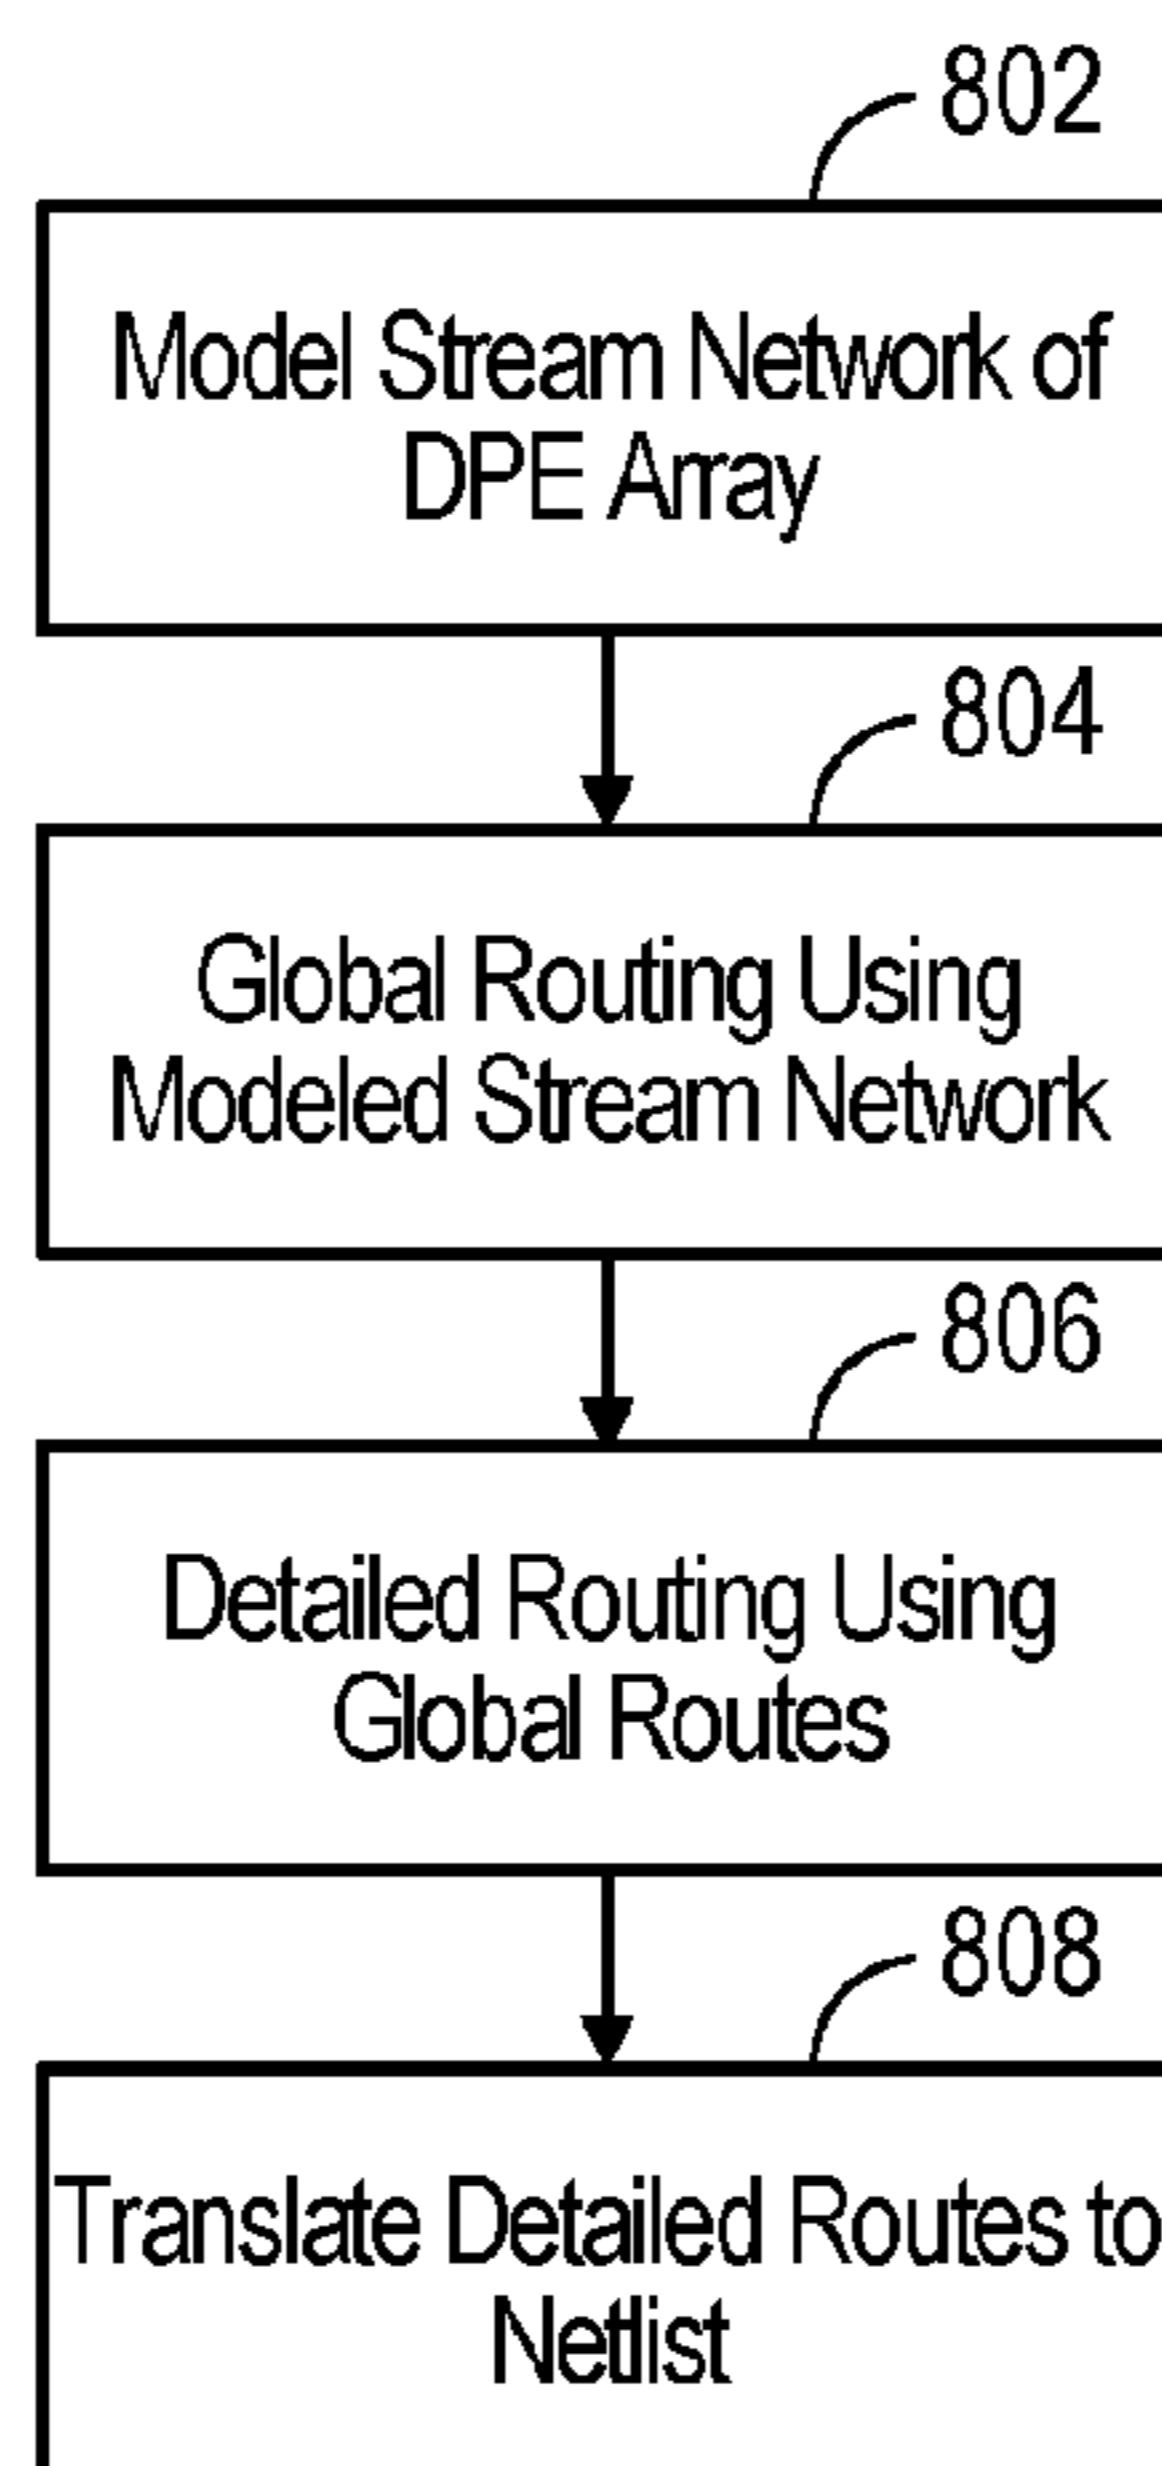 802
Model Stream Network of
DPE Array
804
Global Routing Using
Modeled Stream Network
806
Detailed Routing Using
Global Routes
808
Translate Detailed Routes to
Netlist